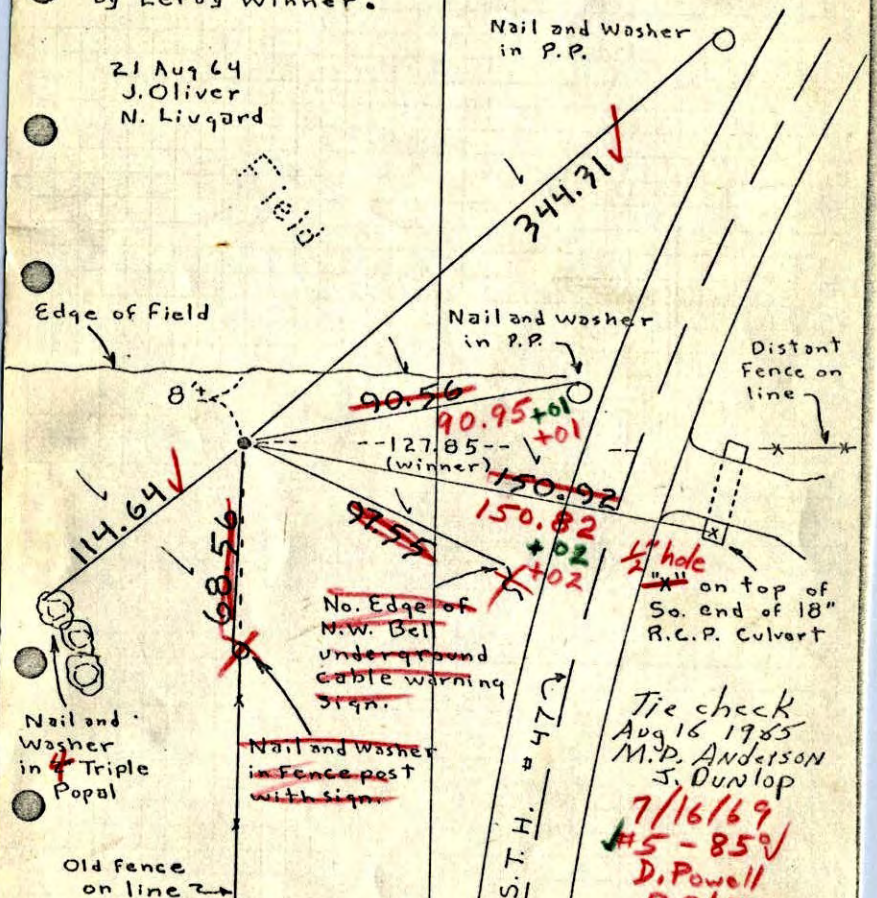 by Leroy Winner.
Nail and Washer
in P.P.
21 Aug 64
J. Oliver
N. Livgard
Field
344.31
Edge of Field
Nail and Washer
in P.P.
Distant
Fence on
line
8'±
90.56
90.95 +01
+01
--127.85--
(Winner)
150.92
150.82
+02
+02
114.64
68.56
97.55
1/2" hole
"X" on top of
So. end of 18"
R.C.P. Culvert
No. Edge of
N.W. Bell
underground
cable warning
sign.
Nail and
Washer
in 4 Triple
Popal
Nail and Washer
in Fence post
with sign.
S.T.H. #47
Tie check
Aug 16 1965
M.D. Anderson
J. Dunlop
7/16/69
#5 - 85°
D. Powell
Old Fence
on line